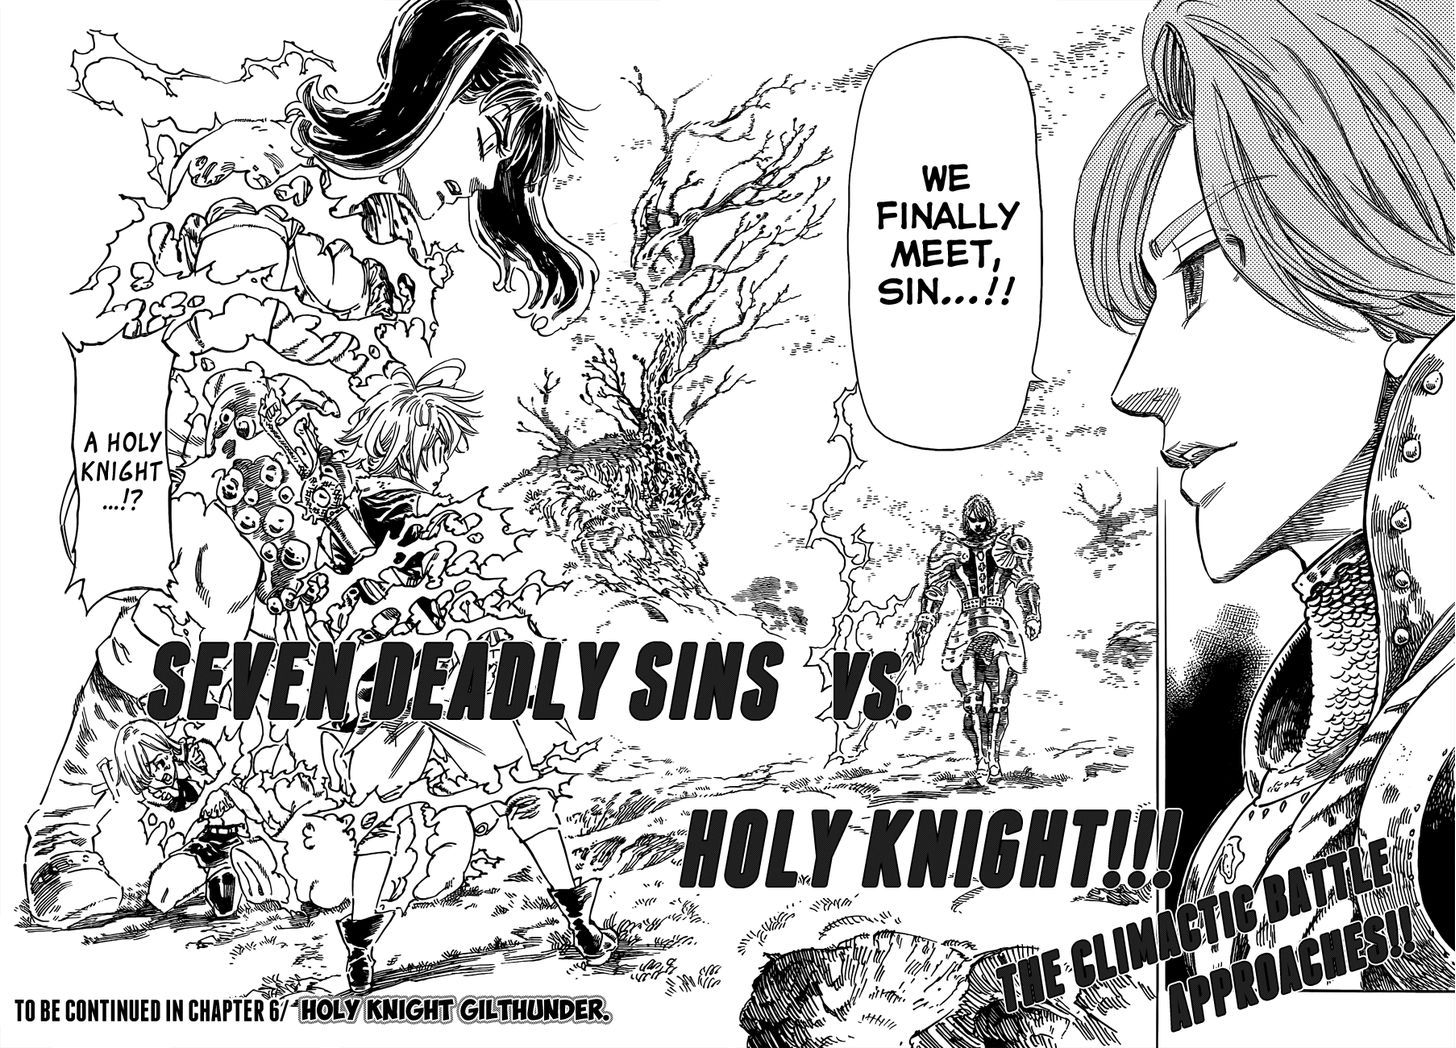 WE
FINALLY
MEET,
SIN...!!
A HOLY
KNIGHT
...!?
SEVEN DEADLY SINS VS.
HOLY KNIGHT!!!
THE CLIMACTIC BATTLE
APPROACHES!!
TO BE CONTINUED IN CHAPTER 6/ HOLY KNIGHT GILTHUNDER.